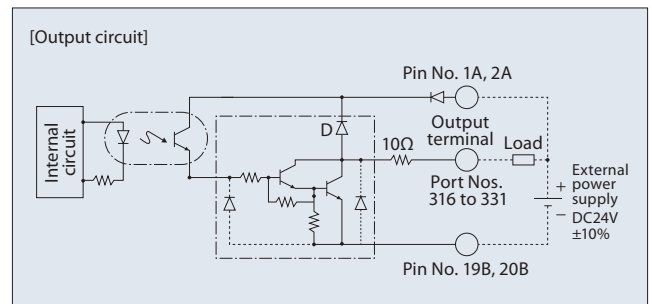 [Output circuit]
Pin No. 1A, 2A
Internal
circuit
D
10Ω
Output
terminal
Load
Port Nos.
316 to 331
External
+ power
supply
− DC24V
±10%
Pin No. 19B, 20B